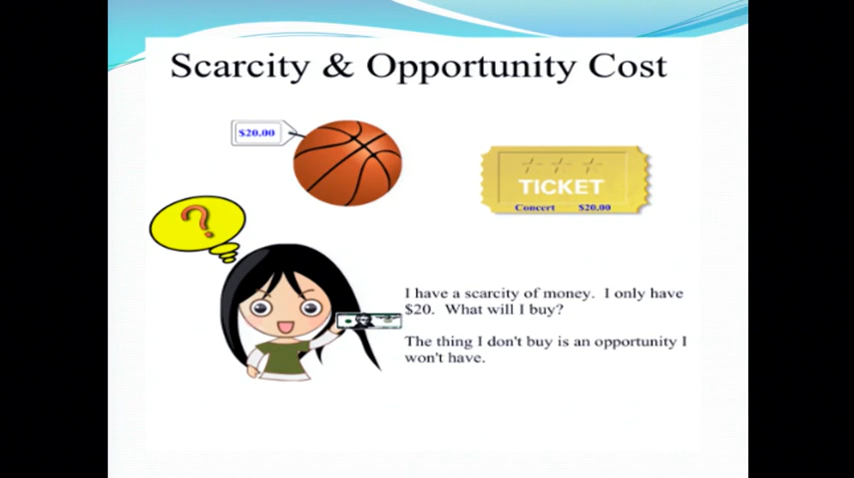 Scarcity & Opportunity Cost
$20.00
TICKET
Concert $20.00
?
I have a scarcity of money. I only have
$20. What will I buy?
The thing I don't buy is an opportunity I
won't have.